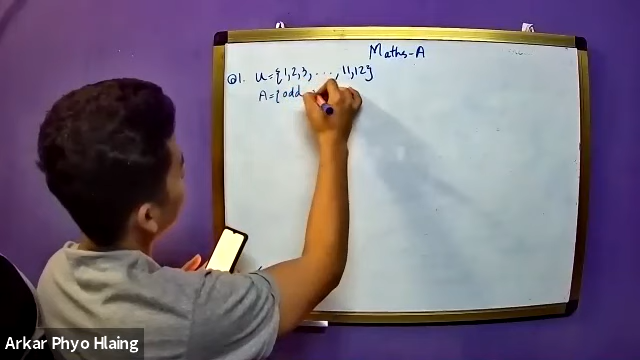 Maths-A
Q1. U={1,2,3, ..., 11,12}
A={odd
Arkar Phyo Hlaing